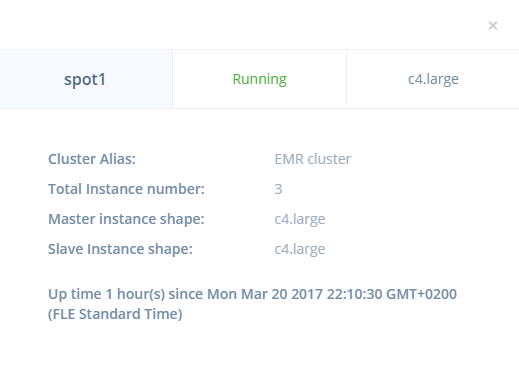 ×
spot1 Running c4.large
Cluster Alias: EMR cluster
Total Instance number: 3
Master instance shape: c4.large
Slave Instance shape: c4.large
Up time 1 hour(s) since Mon Mar 20 2017 22:10:30 GMT+0200
(FLE Standard Time)